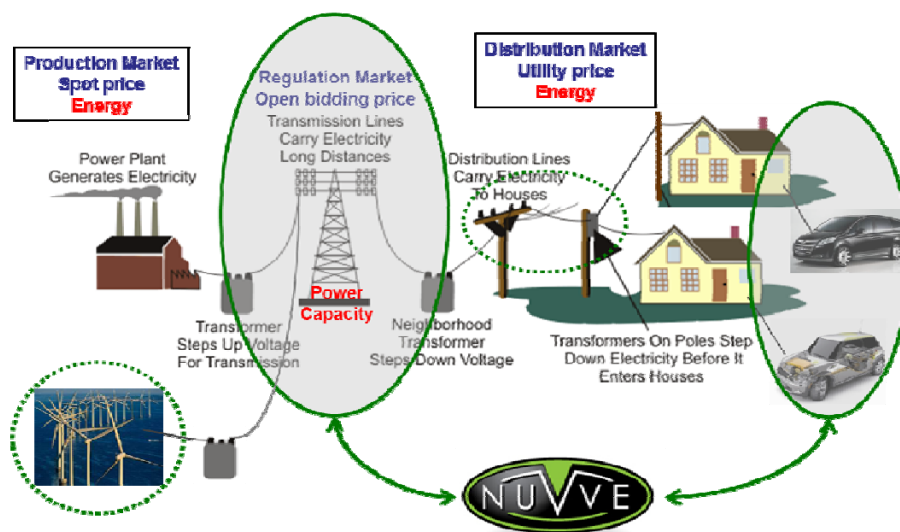 Production Market
Spot price
Energy
Regulation Market
Open bidding price
Transmission Lines
Carry Electricity
Long Distances
Distribution Market
Utility price
Energy
Power Plant
Generates Electricity
Distribution Lines
Carry Electricity
To Houses
Power
Capacity
Transformer
Steps Up Voltage
For Transmission
Neighborhood
Transformer
Steps Down Voltage
Transformers On Poles Step
Down Electricity Before It
Enters Houses
NUVVE